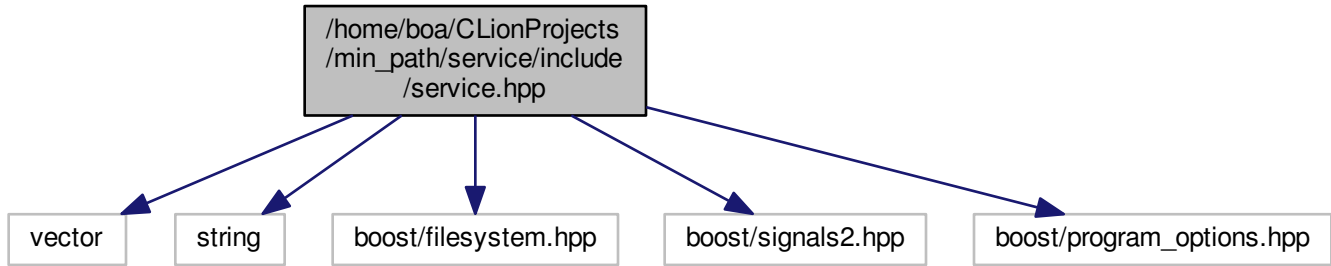 /home/boa/CLionProjects
/min_path/service/include
/service.hpp
vector
string
boost/filesystem.hpp
boost/signals2.hpp
boost/program_options.hpp